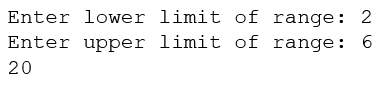 Enter lower limit of range: 2
Enter upper limit of range: 6
20